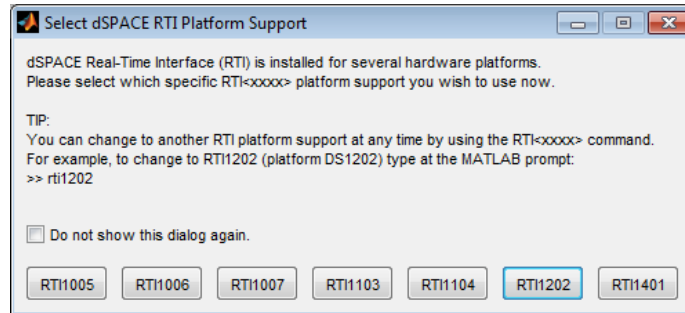 Select dSPACE RTI Platform Support
dSPACE Real-Time Interface (RTI) is installed for several hardware platforms.
Please select which specific RTI<xxxx> platform support you wish to use now.
TIP:
You can change to another RTI platform support at any time by using the RTI<xxxx> command.
For example, to change to RTI1202 (platform DS1202) type at the MATLAB prompt:
>> rti1202
Do not show this dialog again.
RTI1005 RTI1006 RTI1007 RTI1103 RTI1104 RTI1202 RTI1401